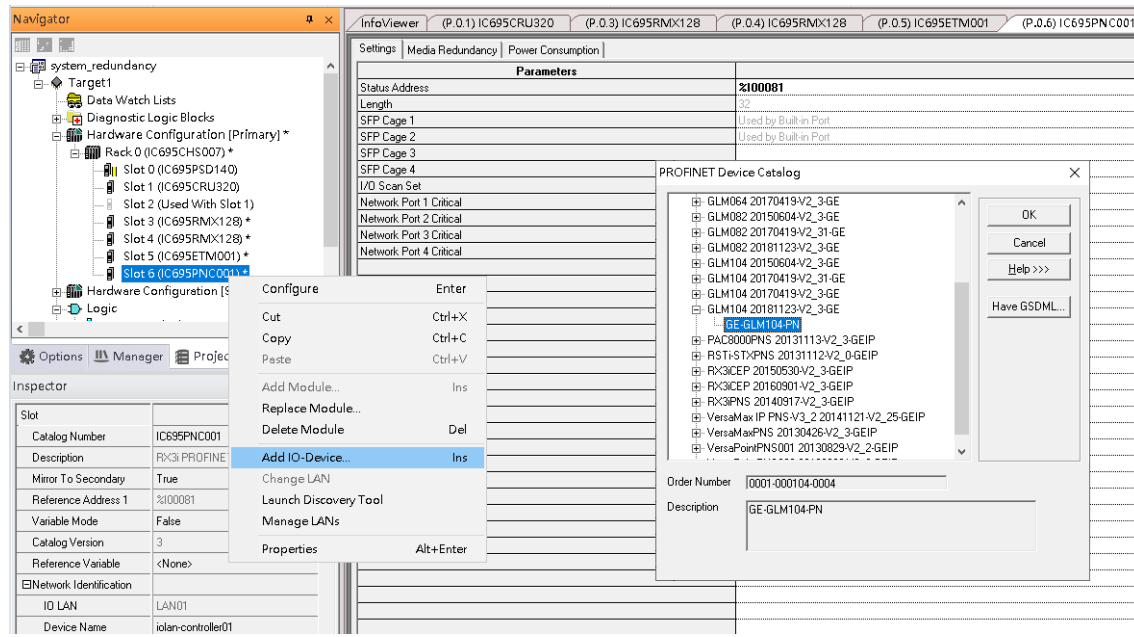 Navigator
system_redundancy
Target1
Data Watch Lists
Diagnostic Logic Blocks
Hardware Configuration [Primary] *
Rack 0 (IC695CHS007) *
Slot 0 (IC695PSD140)
Slot 1 (IC695CRU320)
Slot 2 (Used With Slot 1)
Slot 3 (IC695RMX128) *
Slot 4 (IC695RMX128) *
Slot 5 (IC695ETM001) *
Slot 6 (IC695PNC001) *
Hardware Configuration [S
Logic
Options Manager Projec
Inspector
Slot
Catalog Number IC695PNC001
Description RX3i PROFINE
Mirror To Secondary True
Reference Address 1 %I00081
Variable Mode False
Catalog Version 3
Reference Variable <None>
Network Identification
IO LAN LAN01
Device Name iolan-controller01
Configure Enter
Cut Ctrl+X
Copy Ctrl+C
Paste Ctrl+V
Add Module... Ins
Replace Module...
Delete Module Del
Add IO-Device... Ins
Change LAN
Launch Discovery Tool
Manage LANs
Properties Alt+Enter
InfoViewer (P.0.1) IC695CRU320 (P.0.3) IC695RMX128 (P.0.4) IC695RMX128 (P.0.5) IC695ETM001 (P.0.6) IC695PNC001
Settings Media Redundancy Power Consumption
Parameters
Status Address %I00081
Length 32
SFP Cage 1 Used by Built-in Port
SFP Cage 2 Used by Built-in Port
SFP Cage 3
SFP Cage 4
I/O Scan Set
Network Port 1 Critical
Network Port 2 Critical
Network Port 3 Critical
Network Port 4 Critical
PROFINET Device Catalog
GLM064 20170419-V2_3-GE
GLM082 20150604-V2_3-GE
GLM082 20170419-V2_31-GE
GLM082 20181123-V2_3-GE
GLM104 20150604-V2_3-GE
GLM104 20170419-V2_31-GE
GLM104 20170419-V2_3-GE
GLM104 20181123-V2_3-GE
GE-GLM104-PN
PAC8000PNS 20131113-V2_3-GEIP
RSTi-STXPNS 20131112-V2_0-GEIP
RX3iCEP 20150530-V2_3-GEIP
RX3iCEP 20160901-V2_3-GEIP
RX3iPNS 20140917-V2_3-GEIP
VersaMax IP PNS-V3_2 20141121-V2_25-GEIP
VersaMaxPNS 20130426-V2_3-GEIP
VersaPointPNS001 20130829-V2_2-GEIP
OK
Cancel
Help >>>
Have GSDML...
Order Number 0001-000104-0004
Description GE-GLM104-PN